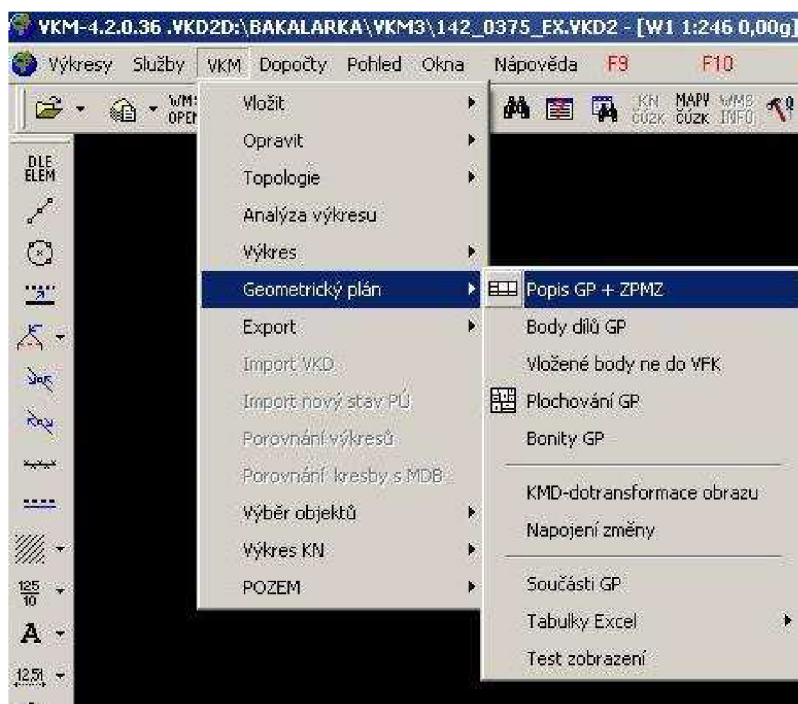 VKM-4.2.0.36 .VKD2D:\BAKALARKA\VKM3\142_0375_EX.VKD2 - [W1 1:246 0,00g]
Výkresy Služby VKM Dopočty Pohled Okna Nápověda F9 F10
WMS OPEN KN ČÚZK MAPY ČÚZK WMS INFO
DLE ELEM
Vložit
Opravit
Topologie
Analýza výkresu
Výkres
Geometrický plán
Export
Import VKD
Import nový stav PÚ
Porovnání výkresů
Porovnání kresby s MDB
Výběr objektů
Výkres KN
POZEM
Popis GP + ZPMZ
Body dílů GP
Vložené body ne do VFK
Plochování GP
Bonity GP
KMD-dotransformace obrazu
Napojení změny
Součásti GP
Tabulky Excel
Test zobrazení
125
10
A
12,51